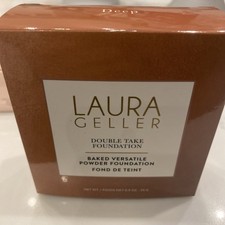 Deep
LAURA
GELLER
DOUBLE TAKE
FOUNDATION
BAKED VERSATILE
POWDER FOUNDATION
FOND DE TEINT